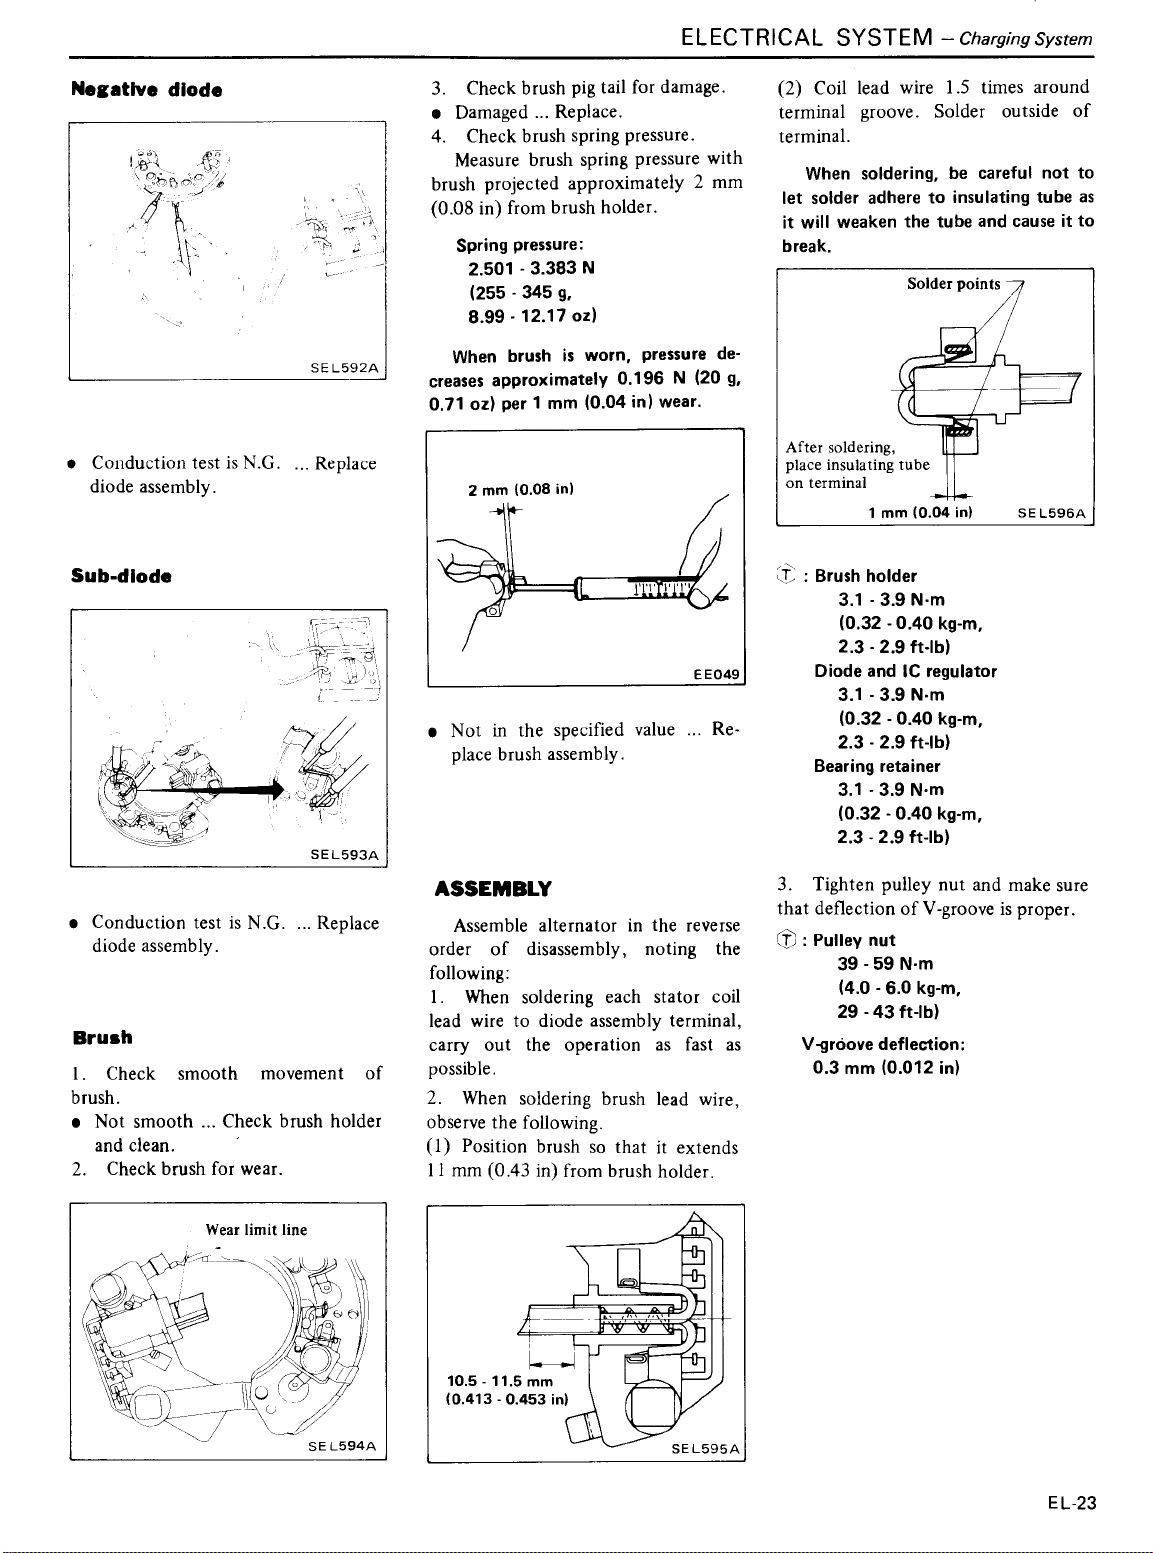 ELECTRICAL SYSTEM – Charging System
Negative diode
SEL592A
• Conduction test is N.G. ... Replace
diode assembly.
Sub-diode
SEL593A
• Conduction test is N.G. ... Replace
diode assembly.
Brush
1. Check smooth movement of
brush.
• Not smooth ... Check brush holder
and clean.
2. Check brush for wear.
Wear limit line
SEL594A
3. Check brush pig tail for damage.
• Damaged ... Replace.
4. Check brush spring pressure.
Measure brush spring pressure with
brush projected approximately 2 mm
(0.08 in) from brush holder.
Spring pressure:
2.501 - 3.383 N
(255 - 345 g,
8.99 - 12.17 oz)
When brush is worn, pressure de-
creases approximately 0.196 N (20 g,
0.71 oz) per 1 mm (0.04 in) wear.
2 mm (0.08 in)
EE049
• Not in the specified value ... Re-
place brush assembly.
ASSEMBLY
Assemble alternator in the reverse
order of disassembly, noting the
following:
1. When soldering each stator coil
lead wire to diode assembly terminal,
carry out the operation as fast as
possible.
2. When soldering brush lead wire,
observe the following.
(1) Position brush so that it extends
11 mm (0.43 in) from brush holder.
10.5 - 11.5 mm
(0.413 - 0.453 in)
SEL595A
(2) Coil lead wire 1.5 times around
terminal groove. Solder outside of
terminal.
When soldering, be careful not to
let solder adhere to insulating tube as
it will weaken the tube and cause it to
break.
Solder points
After soldering,
place insulating tube
on terminal
1 mm (0.04 in)
SEL596A
Ⓣ : Brush holder
3.1 - 3.9 N·m
(0.32 - 0.40 kg-m,
2.3 - 2.9 ft-lb)
Diode and IC regulator
3.1 - 3.9 N·m
(0.32 - 0.40 kg-m,
2.3 - 2.9 ft-lb)
Bearing retainer
3.1 - 3.9 N·m
(0.32 - 0.40 kg-m,
2.3 - 2.9 ft-lb)
3. Tighten pulley nut and make sure
that deflection of V-groove is proper.
Ⓣ : Pulley nut
39 - 59 N·m
(4.0 - 6.0 kg-m,
29 - 43 ft-lb)
V-groove deflection:
0.3 mm (0.012 in)
EL-23